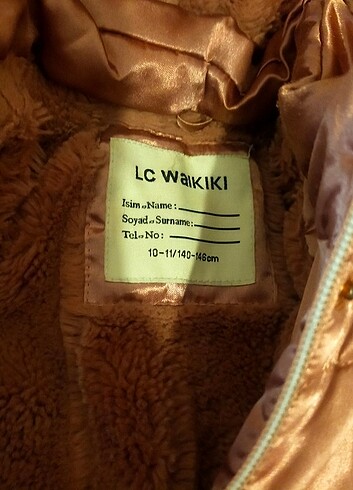 LC WaiKiKi
Isim - Name :
Soyad - Surname:
Tel - No :
10-11/140-146cm